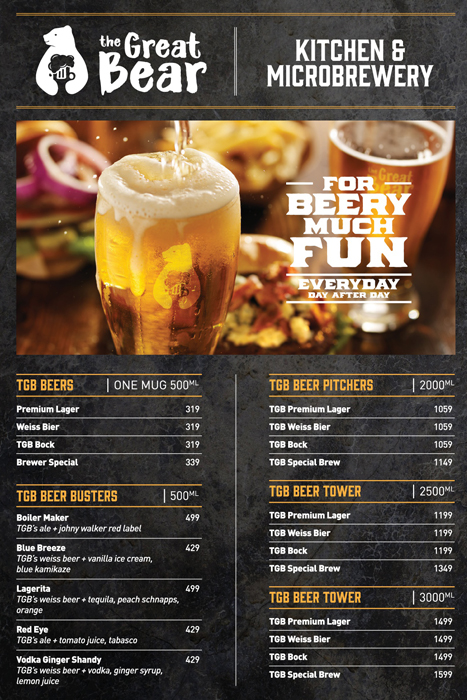 the Great
Bear
KITCHEN &
MICROBREWERY
the Great
Bear
FOR
BEERY
MUCH
FUN
EVERYDAY
DAY AFTER DAY
TGB BEERS | ONE MUG 500ML
Premium Lager 319
Weiss Bier 319
TGB Bock 319
Brewer Special 339
TGB BEER BUSTERS | 500ML
Boiler Maker 499
TGB's ale + johny walker red label
Blue Breeze 429
TGB's weiss beer + vanilla ice cream,
blue kamikaze
Lagerita 499
TGB's weiss beer + tequila, peach schnapps,
orange
Red Eye 429
TGB's ale + tomato juice, tabasco
Vodka Ginger Shandy 429
TGB's weiss beer + vodka, ginger syrup,
lemon juice
TGB BEER PITCHERS | 2000ML
TGB Premium Lager 1059
TGB Weiss Bier 1059
TGB Bock 1059
TGB Special Brew 1149
TGB BEER TOWER | 2500ML
TGB Premium Lager 1199
TGB Weiss Bier 1199
TGB Bock 1199
TGB Special Brew 1349
TGB BEER TOWER | 3000ML
TGB Premium Lager 1499
TGB Weiss Bier 1499
TGB Bock 1499
TGB Special Brew 1599